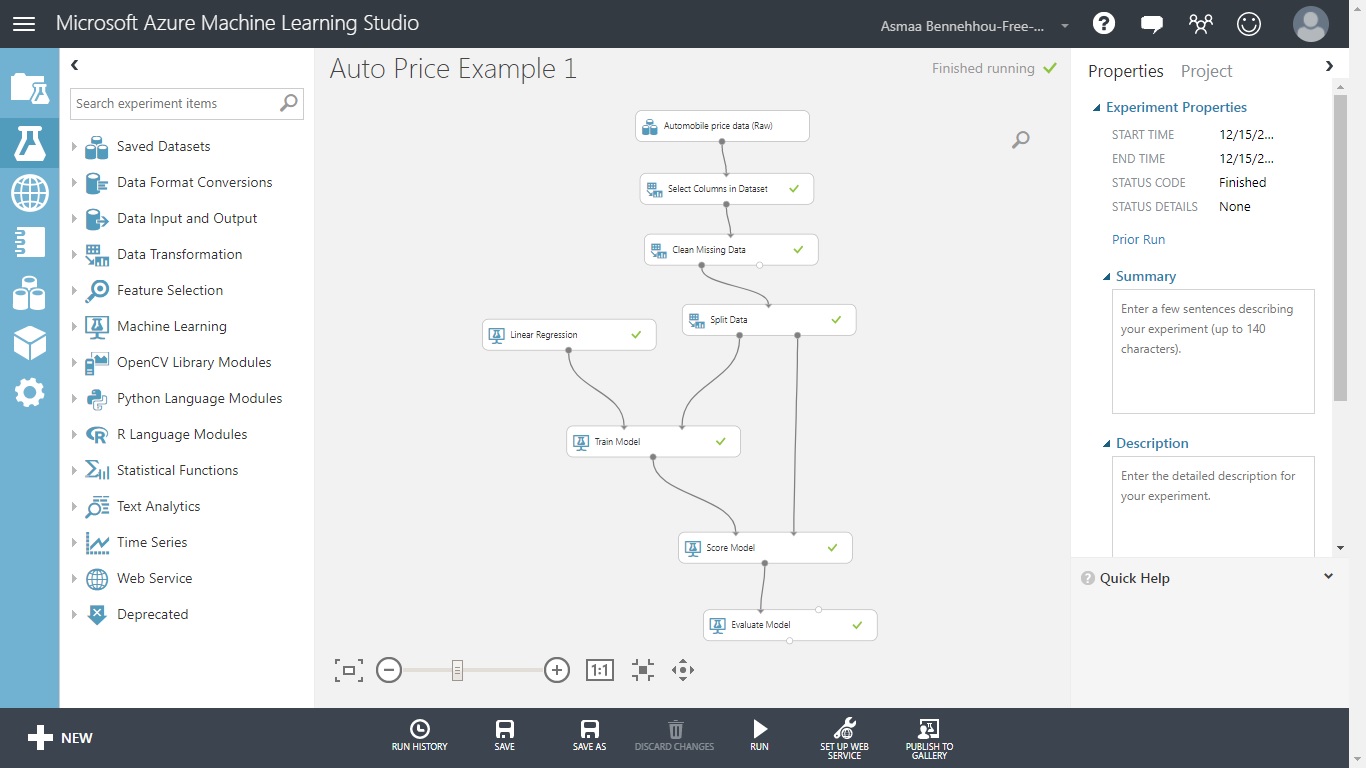 Microsoft Azure Machine Learning Studio
Asmaa Bennehhou-Free-...
?
Search experiment items
Saved Datasets
Data Format Conversions
Data Input and Output
Data Transformation
Feature Selection
Machine Learning
OpenCV Library Modules
Python Language Modules
R Language Modules
Statistical Functions
Text Analytics
Time Series
Web Service
Deprecated
Auto Price Example 1
Finished running
Automobile price data (Raw)
Select Columns in Dataset
Clean Missing Data
Split Data
Linear Regression
Train Model
Score Model
Evaluate Model
1:1
Properties Project
Experiment Properties
START TIME 12/15/2...
END TIME 12/15/2...
STATUS CODE Finished
STATUS DETAILS None
Prior Run
Summary
Enter a few sentences describing
your experiment (up to 140
characters).
Description
Enter the detailed description for
your experiment.
? Quick Help
NEW
RUN HISTORY
SAVE
SAVE AS
DISCARD CHANGES
RUN
SET UP WEB
SERVICE
PUBLISH TO
GALLERY